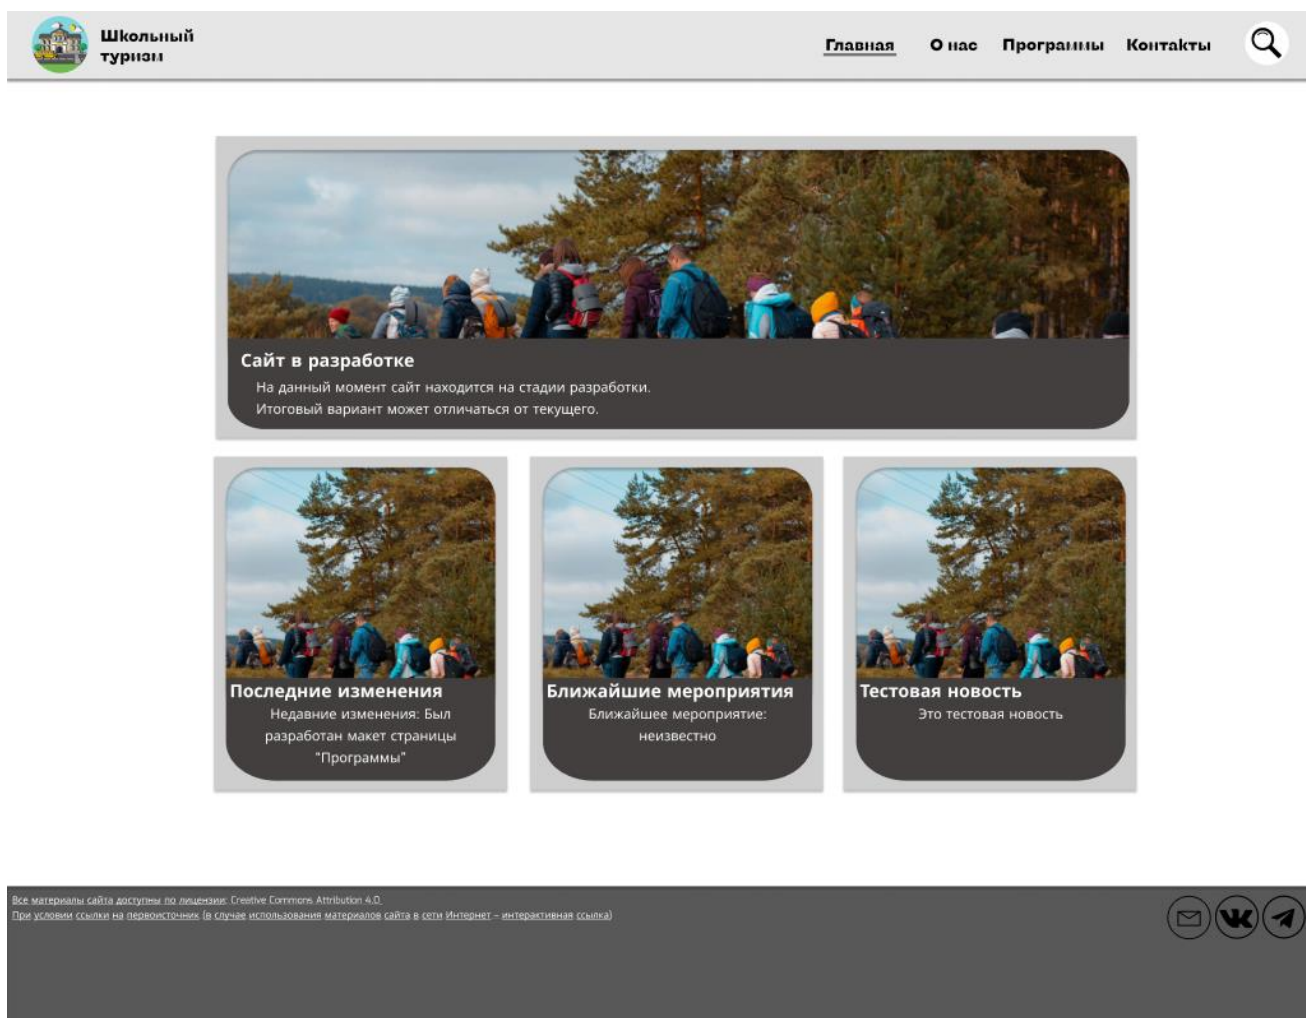 Школьный
туризм
Главная О нас Программы Контакты
Сайт в разработке
На данный момент сайт находится на стадии разработки.
Итоговый вариант может отличаться от текущего.
Последние изменения
Недавние изменения: Был
разработан макет страницы
"Программы"
Ближайшие мероприятия
Ближайшее мероприятие:
неизвестно
Тестовая новость
Это тестовая новость
Все материалы сайта доступны по лицензии: Creative Commons Attribution 4.0.
При условии ссылки на первоисточник (в случае использования материалов сайта в сети Интернет – интерактивная ссылка)